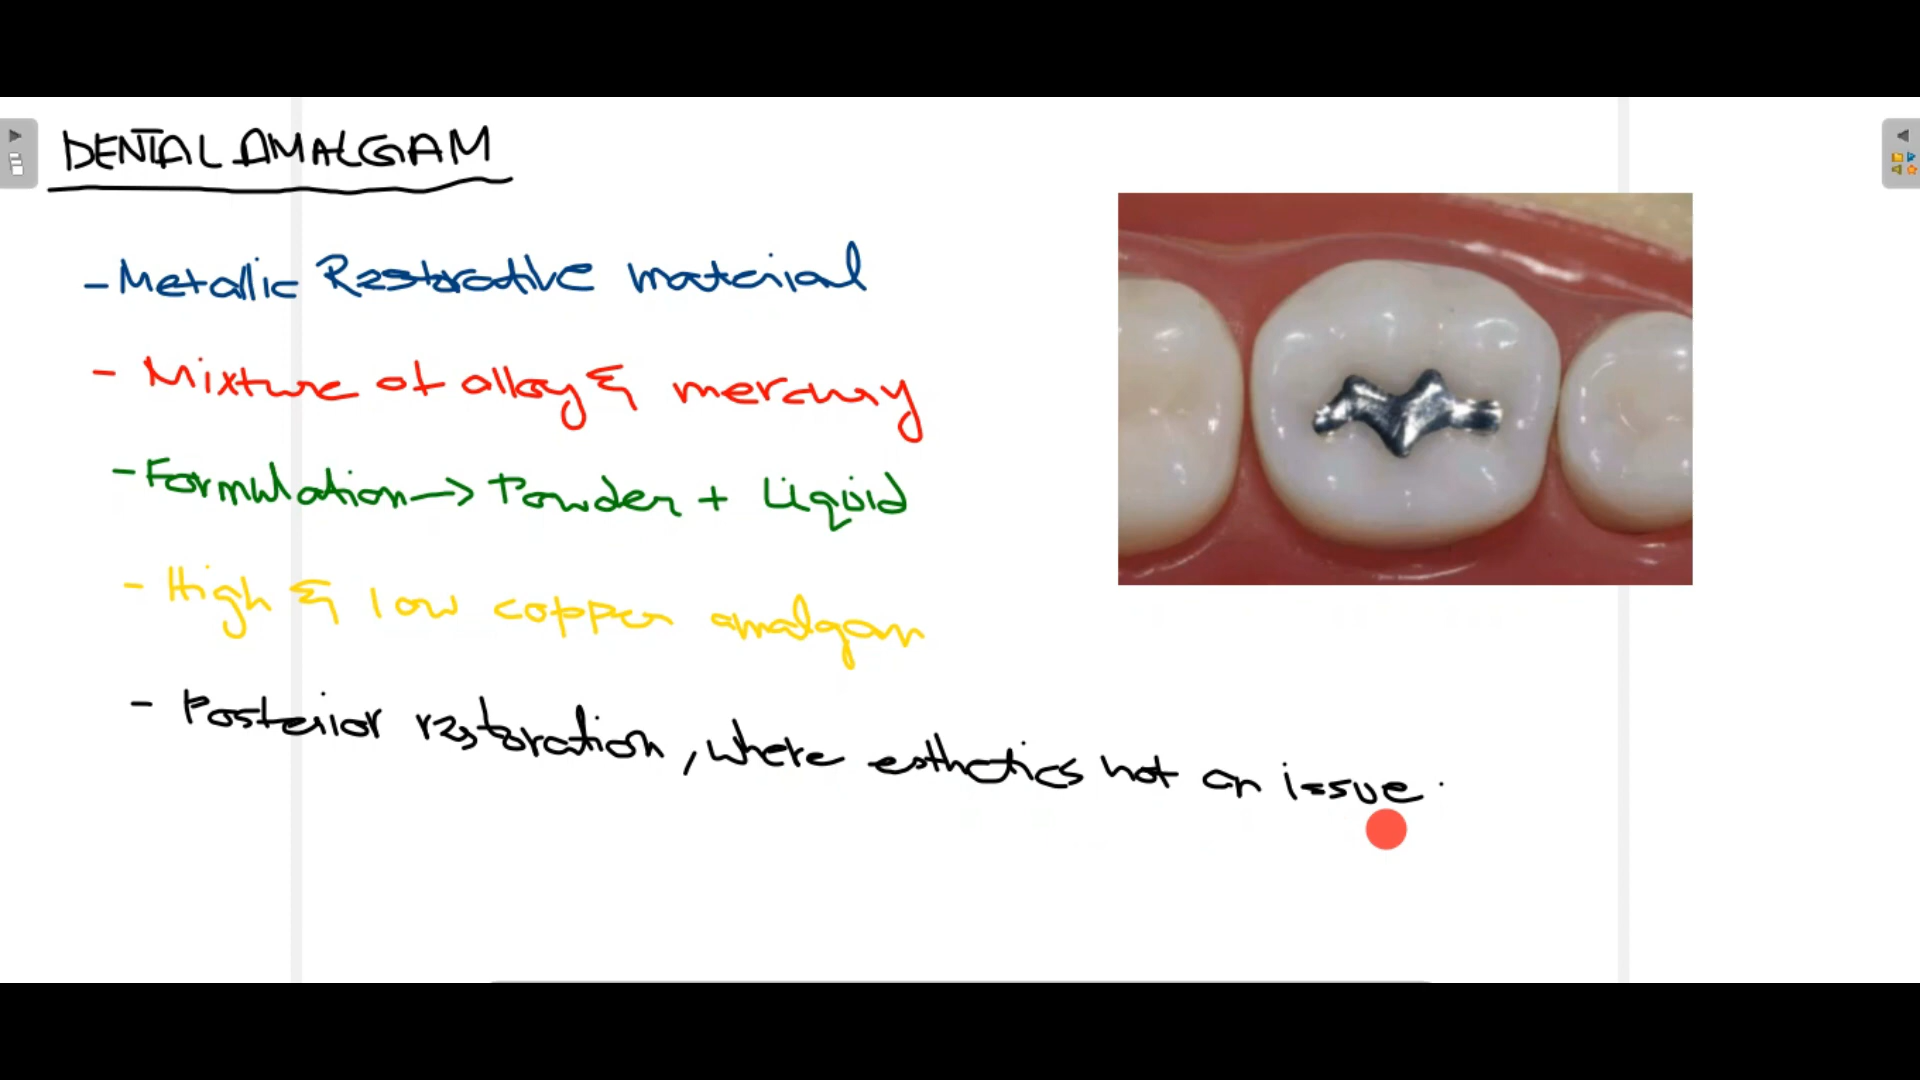 DENTAL AMALGAM
- Metallic Restorative material
- Mixture of alloy & mercury
- Formulation → Powder + Liquid
- High & low copper amalgam
- Posterior restoration, where esthetics not an issue.